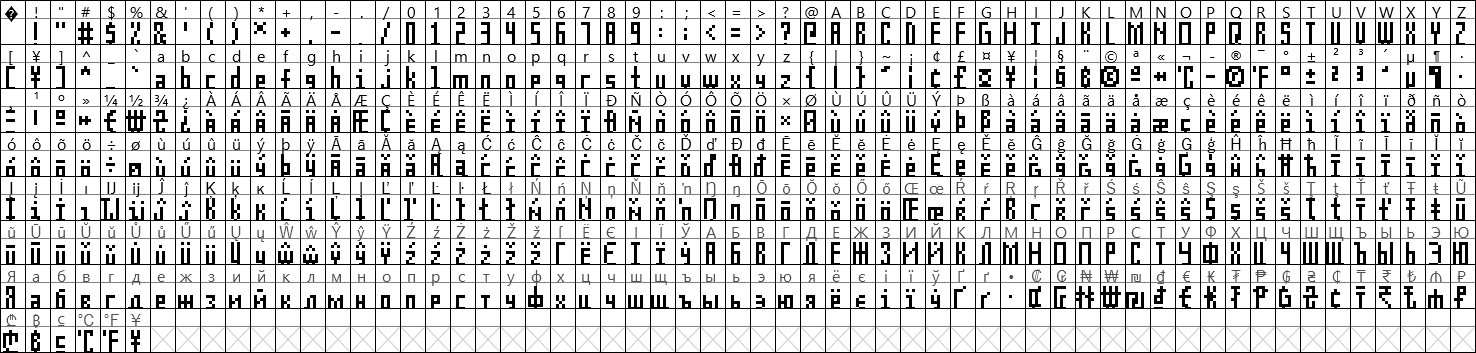 � ! " # $ % & ' ( ) * + , - . / 0 1 2 3 4 5 6 7 8 9 : ; < = > ? @ A B C D E F G H I J K L M N O P Q R S T U V W X Y Z
[ ¥ ] ^ _ ` a b c d e f g h i j k l m n o p q r s t u v w x y z { | } ~ ¡ ¢ £ ¤ ¥ ¦ § ¨ © ª « ¬ - ® ¯ ° ± ² ³ ´ µ ¶ ·
¸ ¹ º » ¼ ½ ¾ ¿ À Á Â Ã Ä Å Æ Ç È É Ê Ë Ì Í Î Ï Ð Ñ Ò Ó Ô Õ Ö × Ø Ù Ú Û Ü Ý Þ ß à á â ã ä å æ ç è é ê ë ì í î ï ð ñ ò
ó ô õ ö ÷ ø ù ú û ü ý þ ÿ Ā ā Ă ă Ą ą Ć ć Ĉ ĉ Ċ ċ Č č Ď ď Đ đ Ē ē Ĕ ĕ Ė ė Ę ę Ě ě Ĝ ĝ Ğ ğ Ġ ġ Ģ ģ Ĥ ĥ Ħ ħ Ĩ ĩ Ī ī Ĭ ĭ
Į į İ ı Ĳ ĳ Ĵ ĵ Ķ ķ ĸ Ĺ ĺ Ļ ļ Ľ ľ Ŀ ŀ Ł ł Ń ń Ņ ņ Ň ň ŉ Ŋ ŋ Ō ō Ŏ ŏ Ő ő Œ œ Ŕ ŕ Ŗ ŗ Ř ř Ś ś Ŝ ŝ Ş ş Š š Ţ ţ Ť ť Ŧ ŧ Ũ
ũ Ū ū Ŭ ŭ Ů ů Ű ű Ų ų Ŵ ŵ Ŷ ŷ Ÿ Ź ź Ż ż Ž ž Ё Є І Ї Ў А Б В Г Д Е Ж З И Й К Л М Н О П Р С Т У Ф Х Ц Ч Ш Щ Ъ Ы Ь Э Ю
Я а б в г д е ж з и й к л м н о п р с т у ф х ц ч ш щ ъ ы ь э ю я ё є і ї ў Ґ ґ • ₢ ₲ ₦ ₩ ₪ ₫ € ₭ ₮ ₱ ₲ ₴ ₵ ₸ ₹ ₺ ₼ ₽
₾ ฿ ℃ ℉ ¥